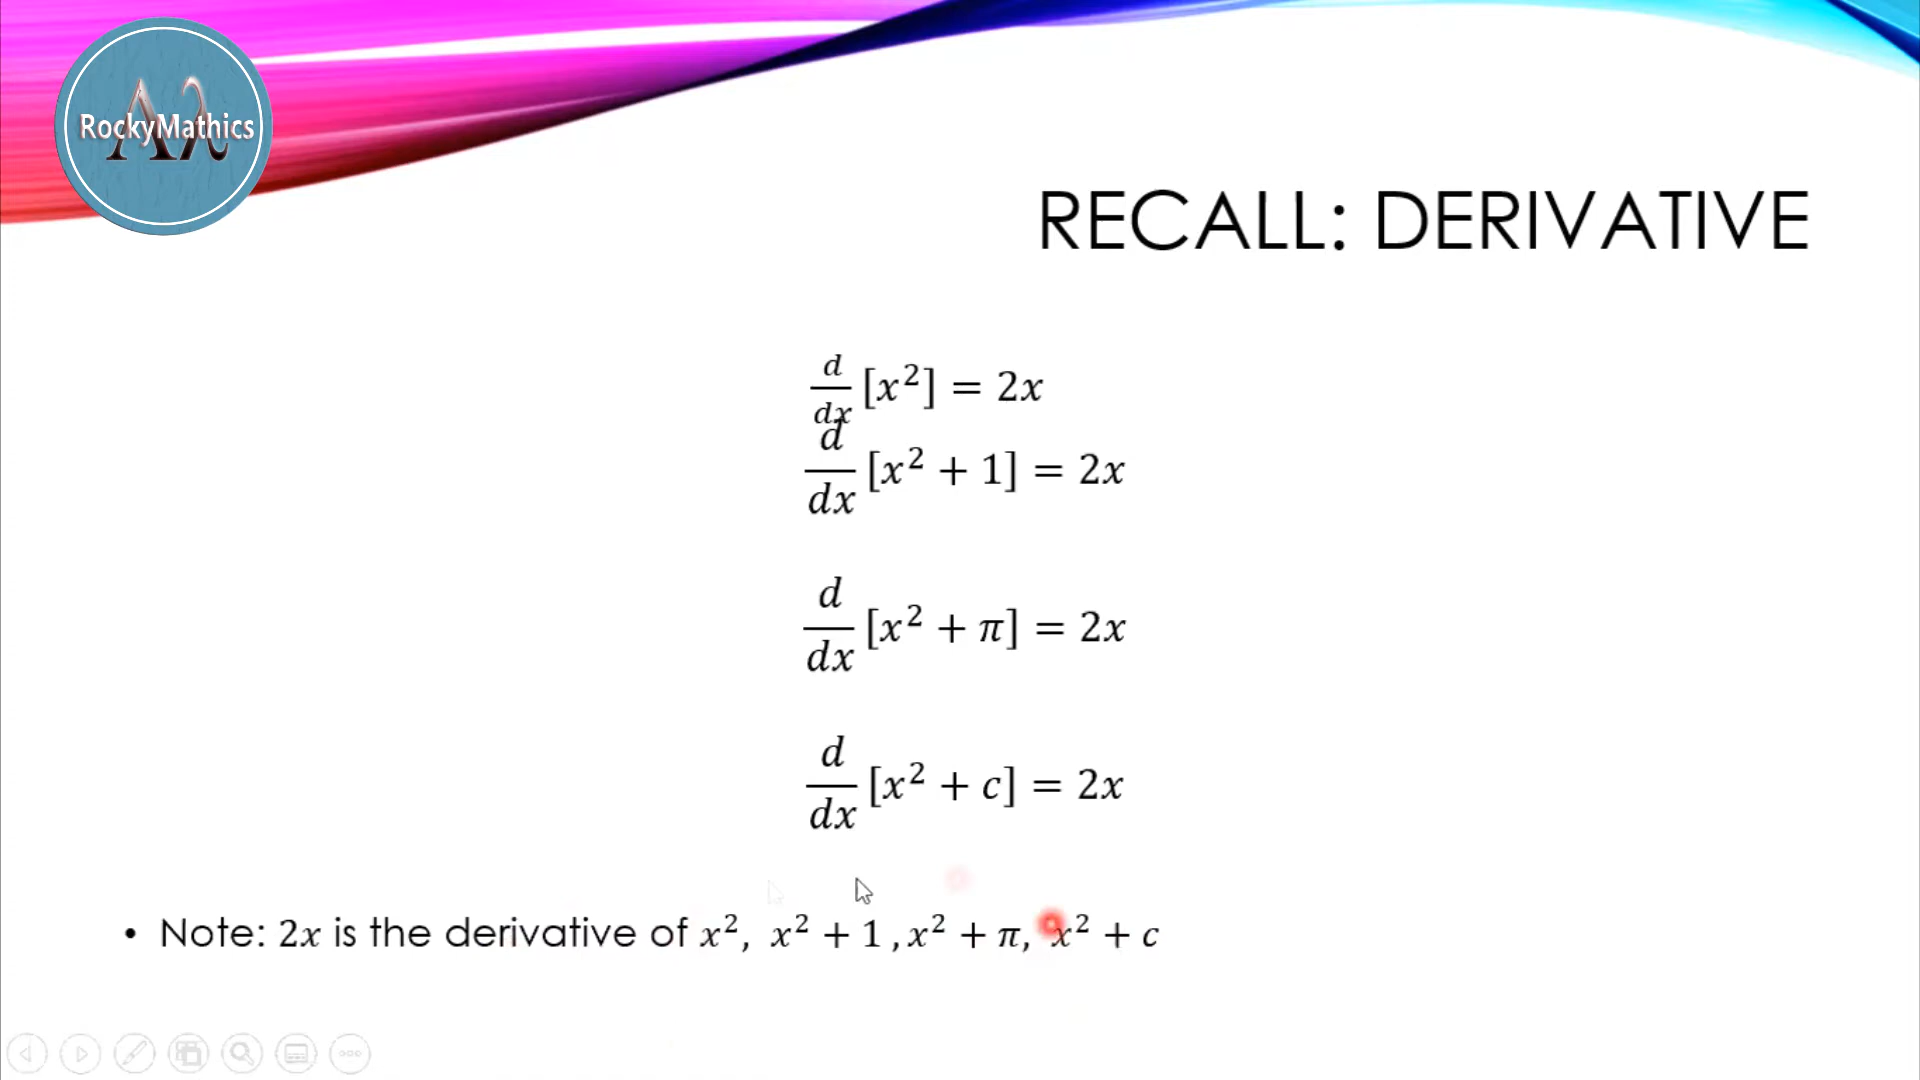 Aλ
RockyMathics
RECALL: DERIVATIVE
d/dx [x²] = 2x
d/dx [x² + 1] = 2x
d/dx [x² + π] = 2x
d/dx [x² + c] = 2x
• Note: 2x is the derivative of x², x² + 1 , x² + π, x² + c